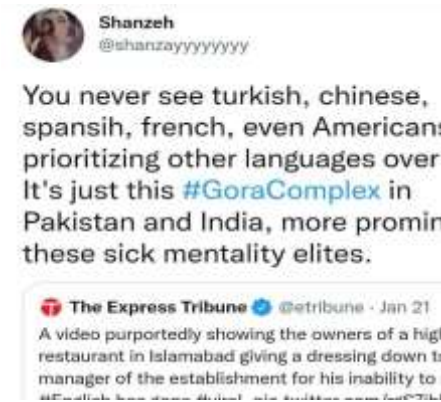 Shanzeh
@shanzayyyyyyyy
You never see turkish, chinese,
spansih, french, even Americans
prioritizing other languages over
It's just this #GoraComplex in
Pakistan and India, more promin
these sick mentality elites.
The Express Tribune @etribune · Jan 21
A video purportedly showing the owners of a high
restaurant in Islamabad giving a dressing down to
manager of the establishment for his inability to
#English has gone #viral